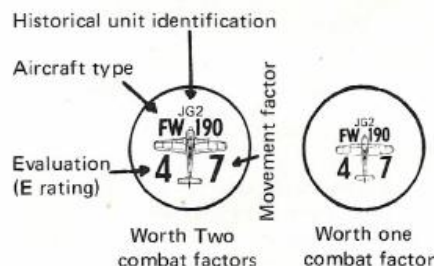 Historical unit identification
Aircraft type
JG2
FW 190
4 7
Evaluation
(E rating)
Movement factor
Worth Two
combat factors
JG2
FW 190
4 7
Worth one
combat factor